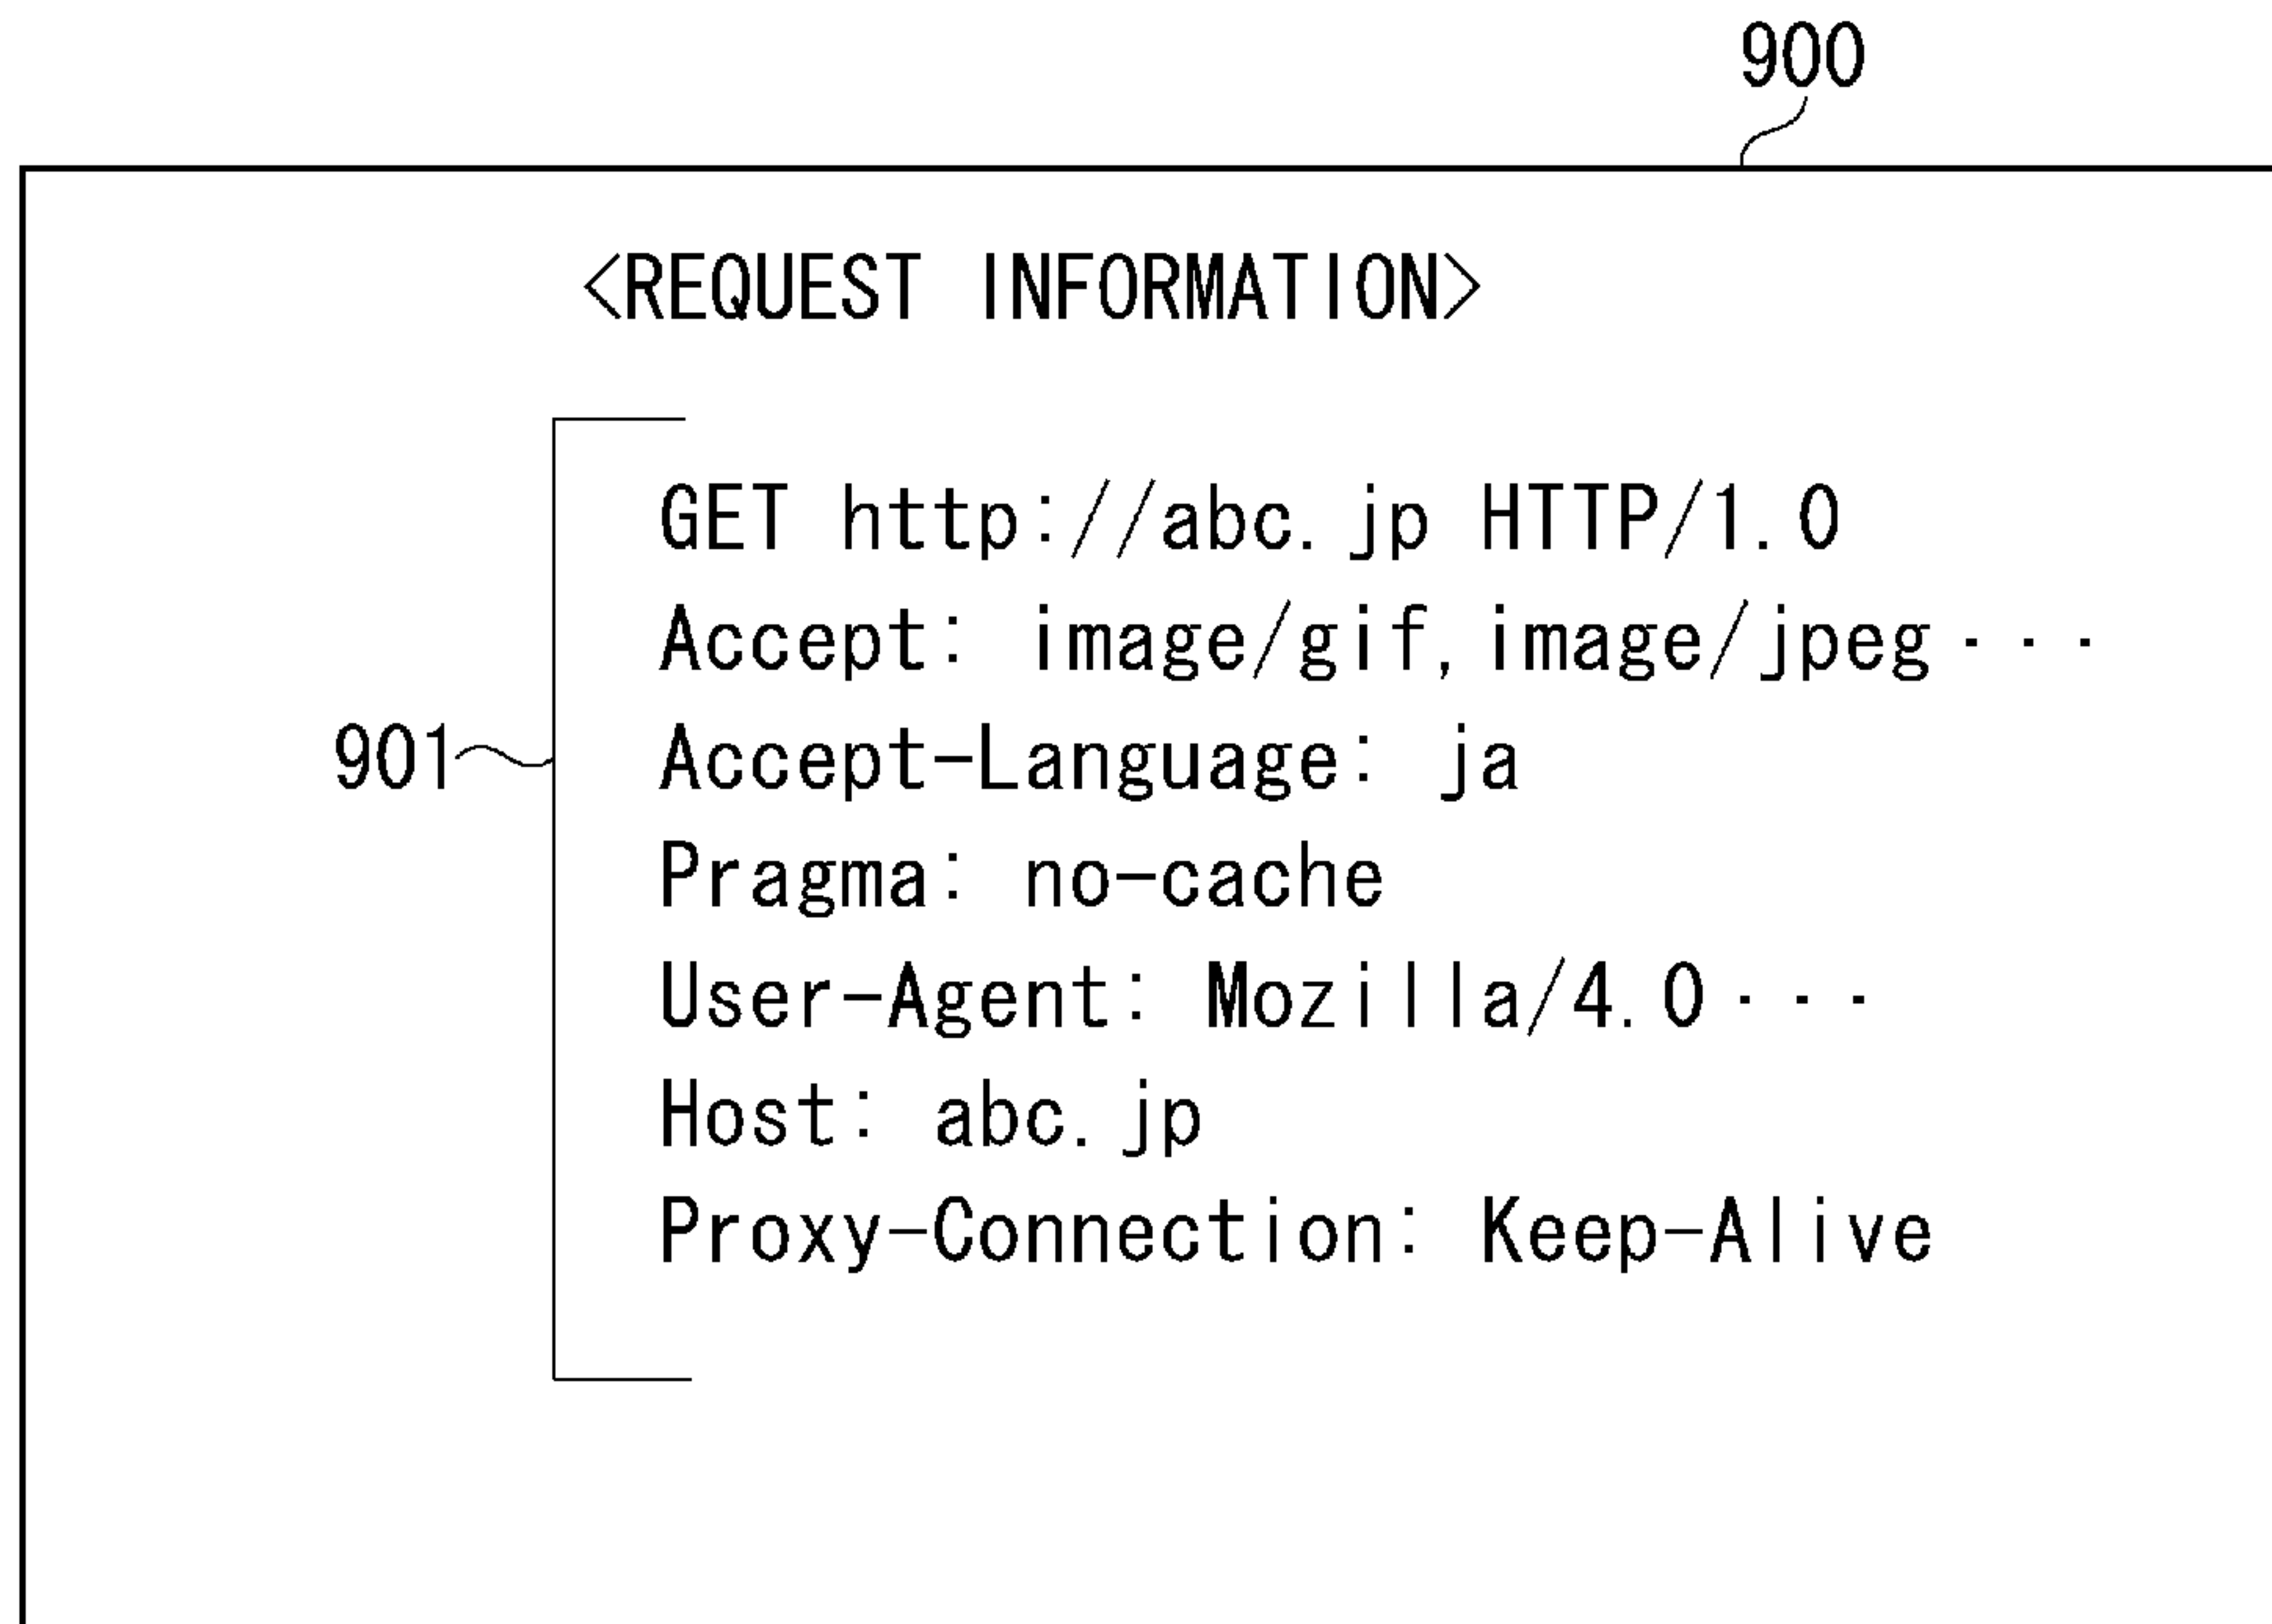 900
<REQUEST INFORMATION>
GET http://abc.jp HTTP/1.0
Accept: image/gif, image/jpeg・・・
901
Accept-Language: ja
Pragma: no-cache
User-Agent: Mozilla/4.0・・・
Host: abc.jp
Proxy-Connection: Keep-Alive